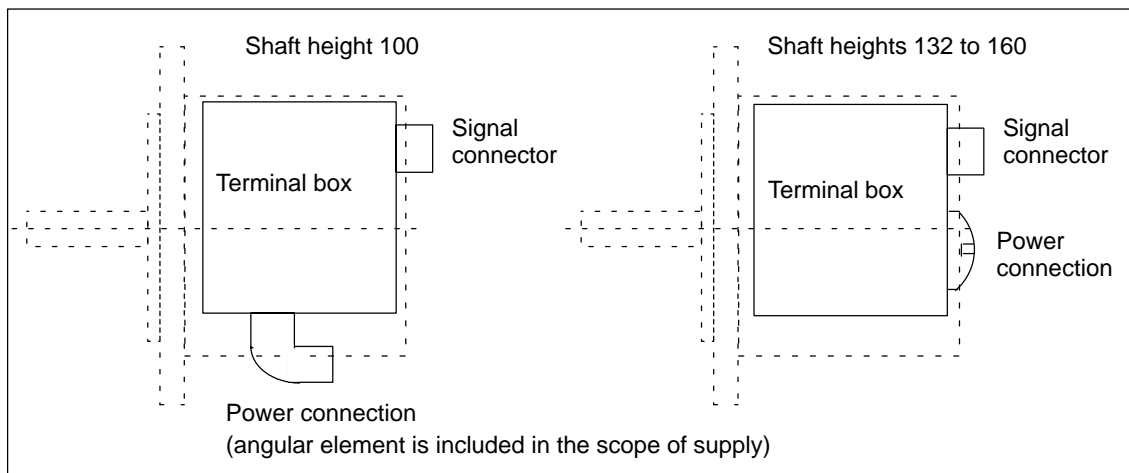 Shaft height 100
Signal
connector
Terminal box
Power connection
(angular element is included in the scope of supply)
Shaft heights 132 to 160
Signal
connector
Terminal box
Power
connection